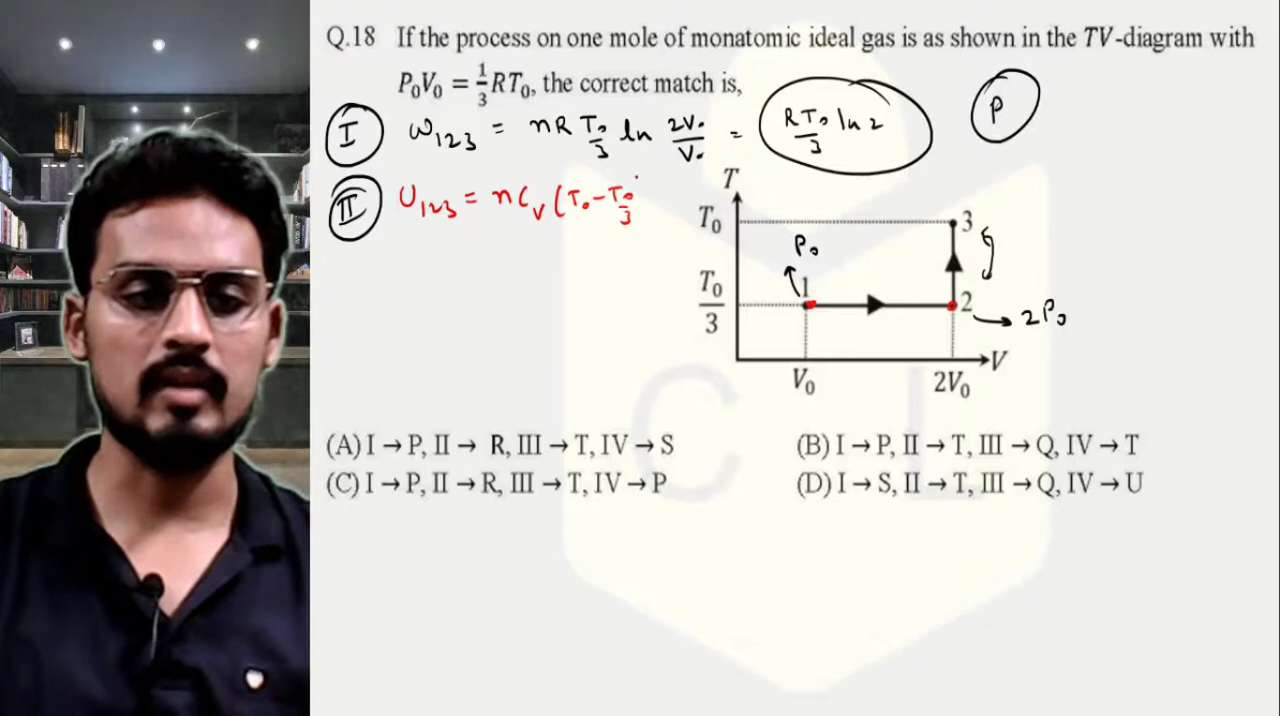 Q.18 If the process on one mole of monatomic ideal gas is as shown in the TV-diagram with
P₀V₀ = 1/3 RT₀, the correct match is,
I W₁₂₃ = nR T₀/3 ln 2V₀/V₀ = RT₀/3 ln 2 P
II U₁₂₃ = nCᵥ(T₀-T₀/3
T
T₀ 3
P₀
T₀/3 1 2
2P₀
V
V₀ 2V₀
(A) I → P, II → R, III → T, IV → S (B) I → P, II → T, III → Q, IV → T
(C) I → P, II → R, III → T, IV → P (D) I → S, II → T, III → Q, IV → U
C L